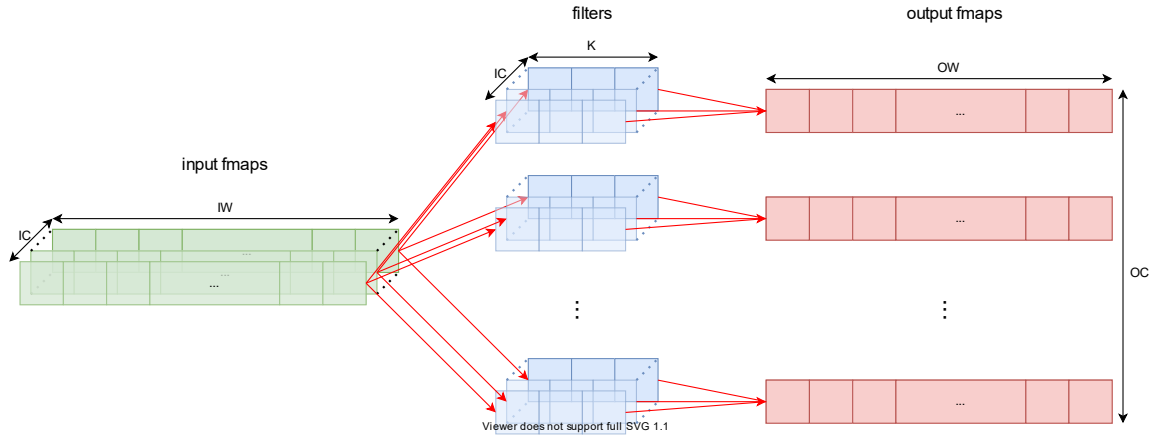 filters
output fmaps
K
IC
OW
...
input fmaps
IW
IC
...
...
...
...
OC
⋮
⋮
...
Viewer does not support full SVG 1.1